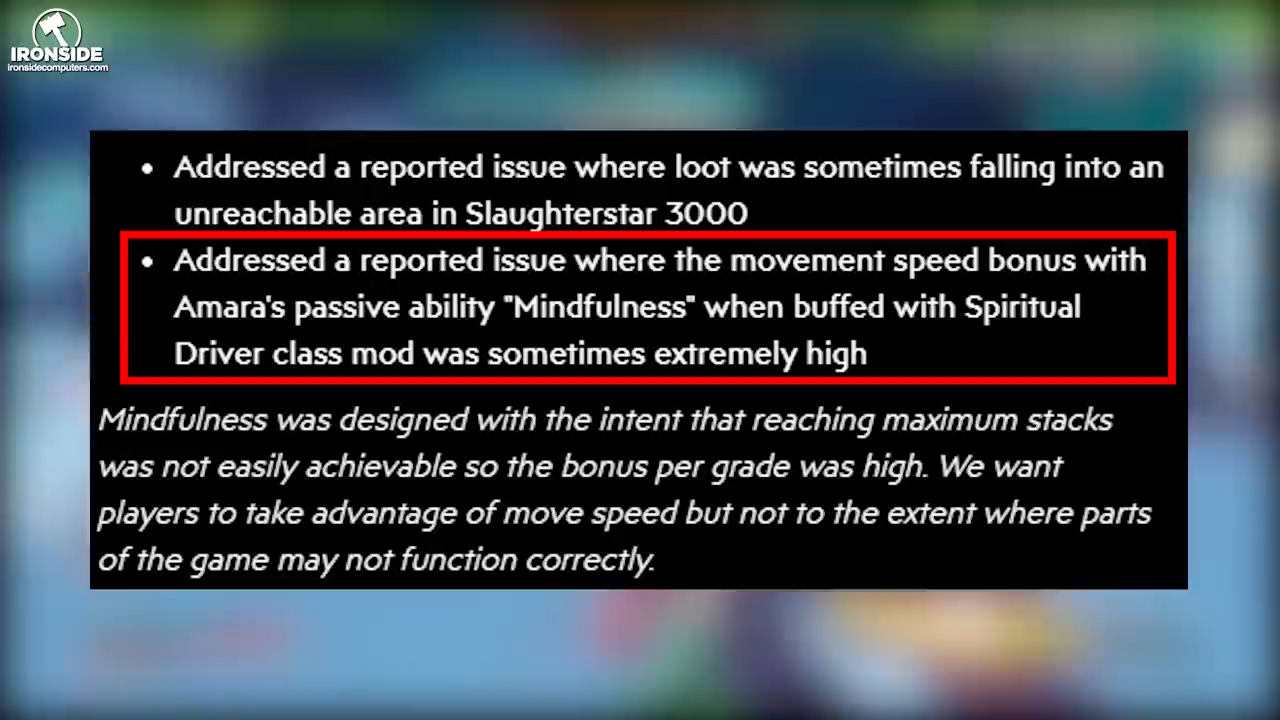 IRONSIDE
ironsidecomputers.com
• Addressed a reported issue where loot was sometimes falling into an
unreachable area in Slaughterstar 3000
• Addressed a reported issue where the movement speed bonus with
Amara's passive ability "Mindfulness" when buffed with Spiritual
Driver class mod was sometimes extremely high
Mindfulness was designed with the intent that reaching maximum stacks
was not easily achievable so the bonus per grade was high. We want
players to take advantage of move speed but not to the extent where parts
of the game may not function correctly.